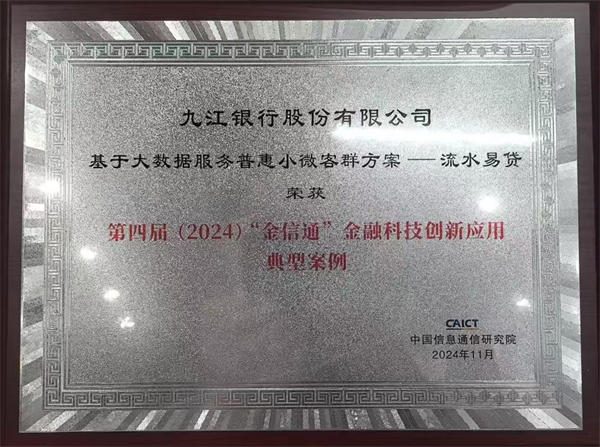 九江银行股份有限公司
基于大数据服务普惠小微客群方案——流水易贷
荣获
第四届（2024）“金信通”金融科技创新应用
典型案例
CAICT
中国信息通信研究院
2024年11月